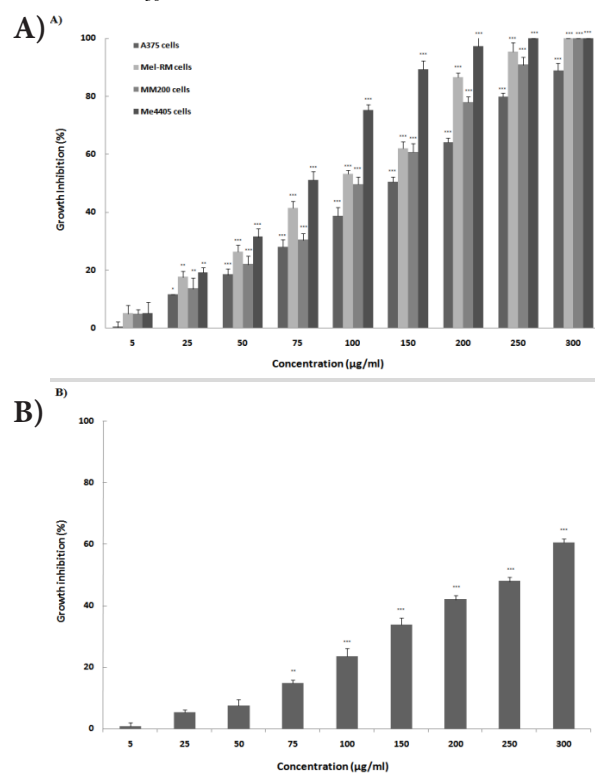 A)
A)
A375 cells
Mel-RM cells
MM200 cells
Me4405 cells
Growth Inhibition (%)
100
80
60
40
20
0
* ** ** **
*** *** *** ***
*** *** *** ***
*** *** *** ***
*** *** *** ***
*** *** *** ***
*** *** *** ***
*** *** *** ***
5 25 50 75 100 150 200 250 300
Concentration (µg/ml)
B)
B)
Growth inhibition (%)
100
80
60
40
20
0
** *** *** *** *** ***
5 25 50 75 100 150 200 250 300
Concentration (µg/ml)